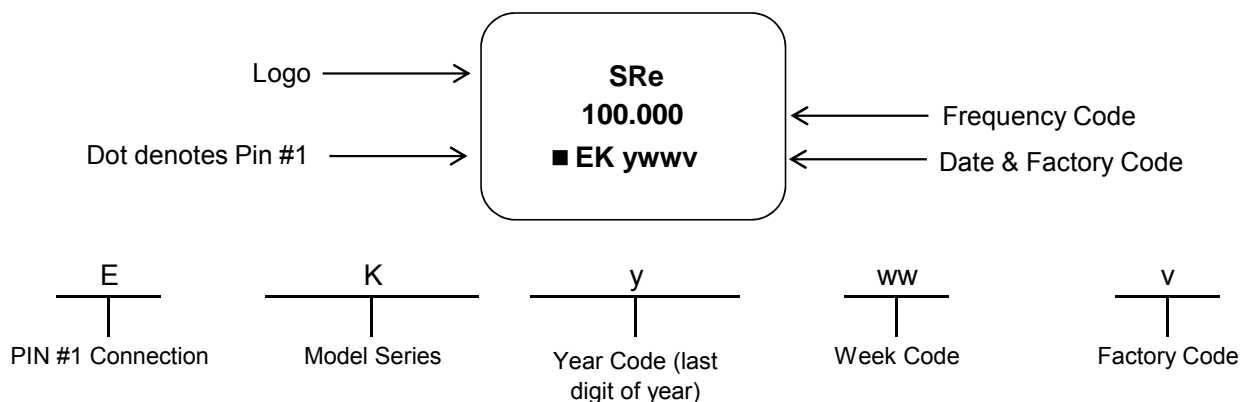 Logo
SRe
100.000
Frequency Code
Dot denotes Pin #1
■ EK ywwv
Date & Factory Code
E
K
y
ww
v
PIN #1 Connection
Model Series
Year Code (last
digit of year)
Week Code
Factory Code